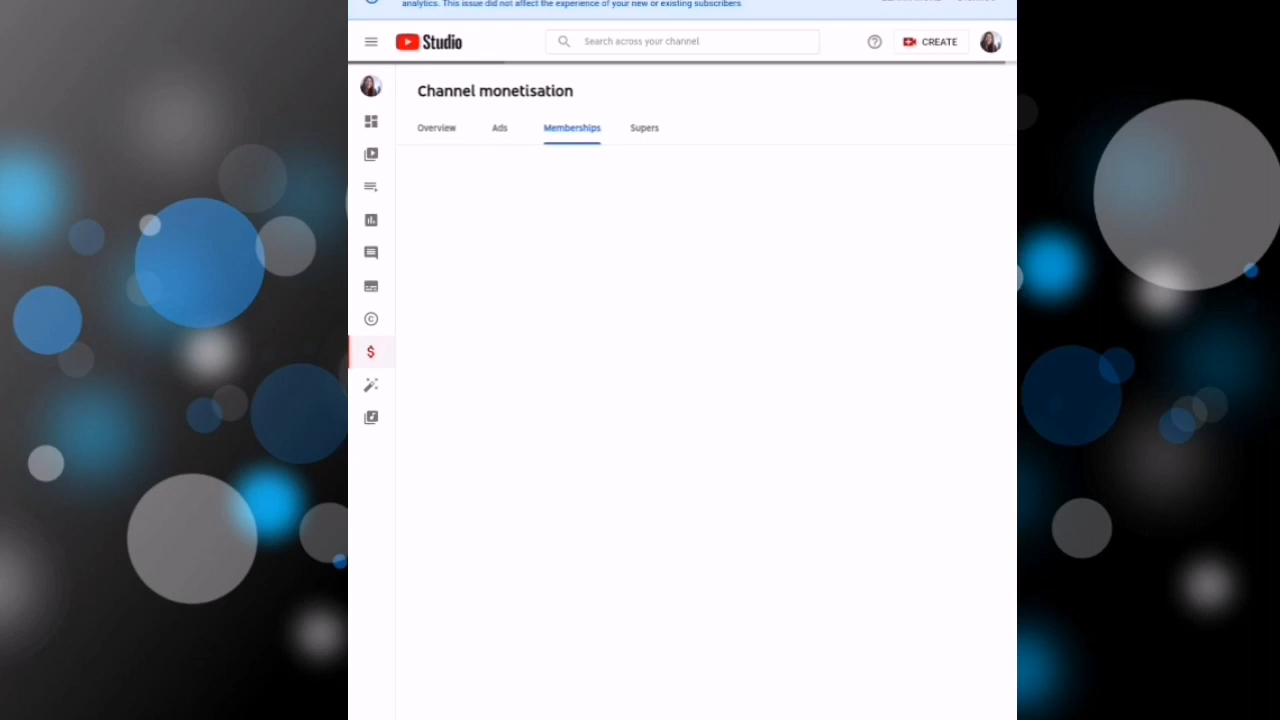 analytics. This issue did not affect the experience of your new or existing subscribers.
Studio
Search across your channel
CREATE
Channel monetisation
Overview
Ads
Memberships
Supers